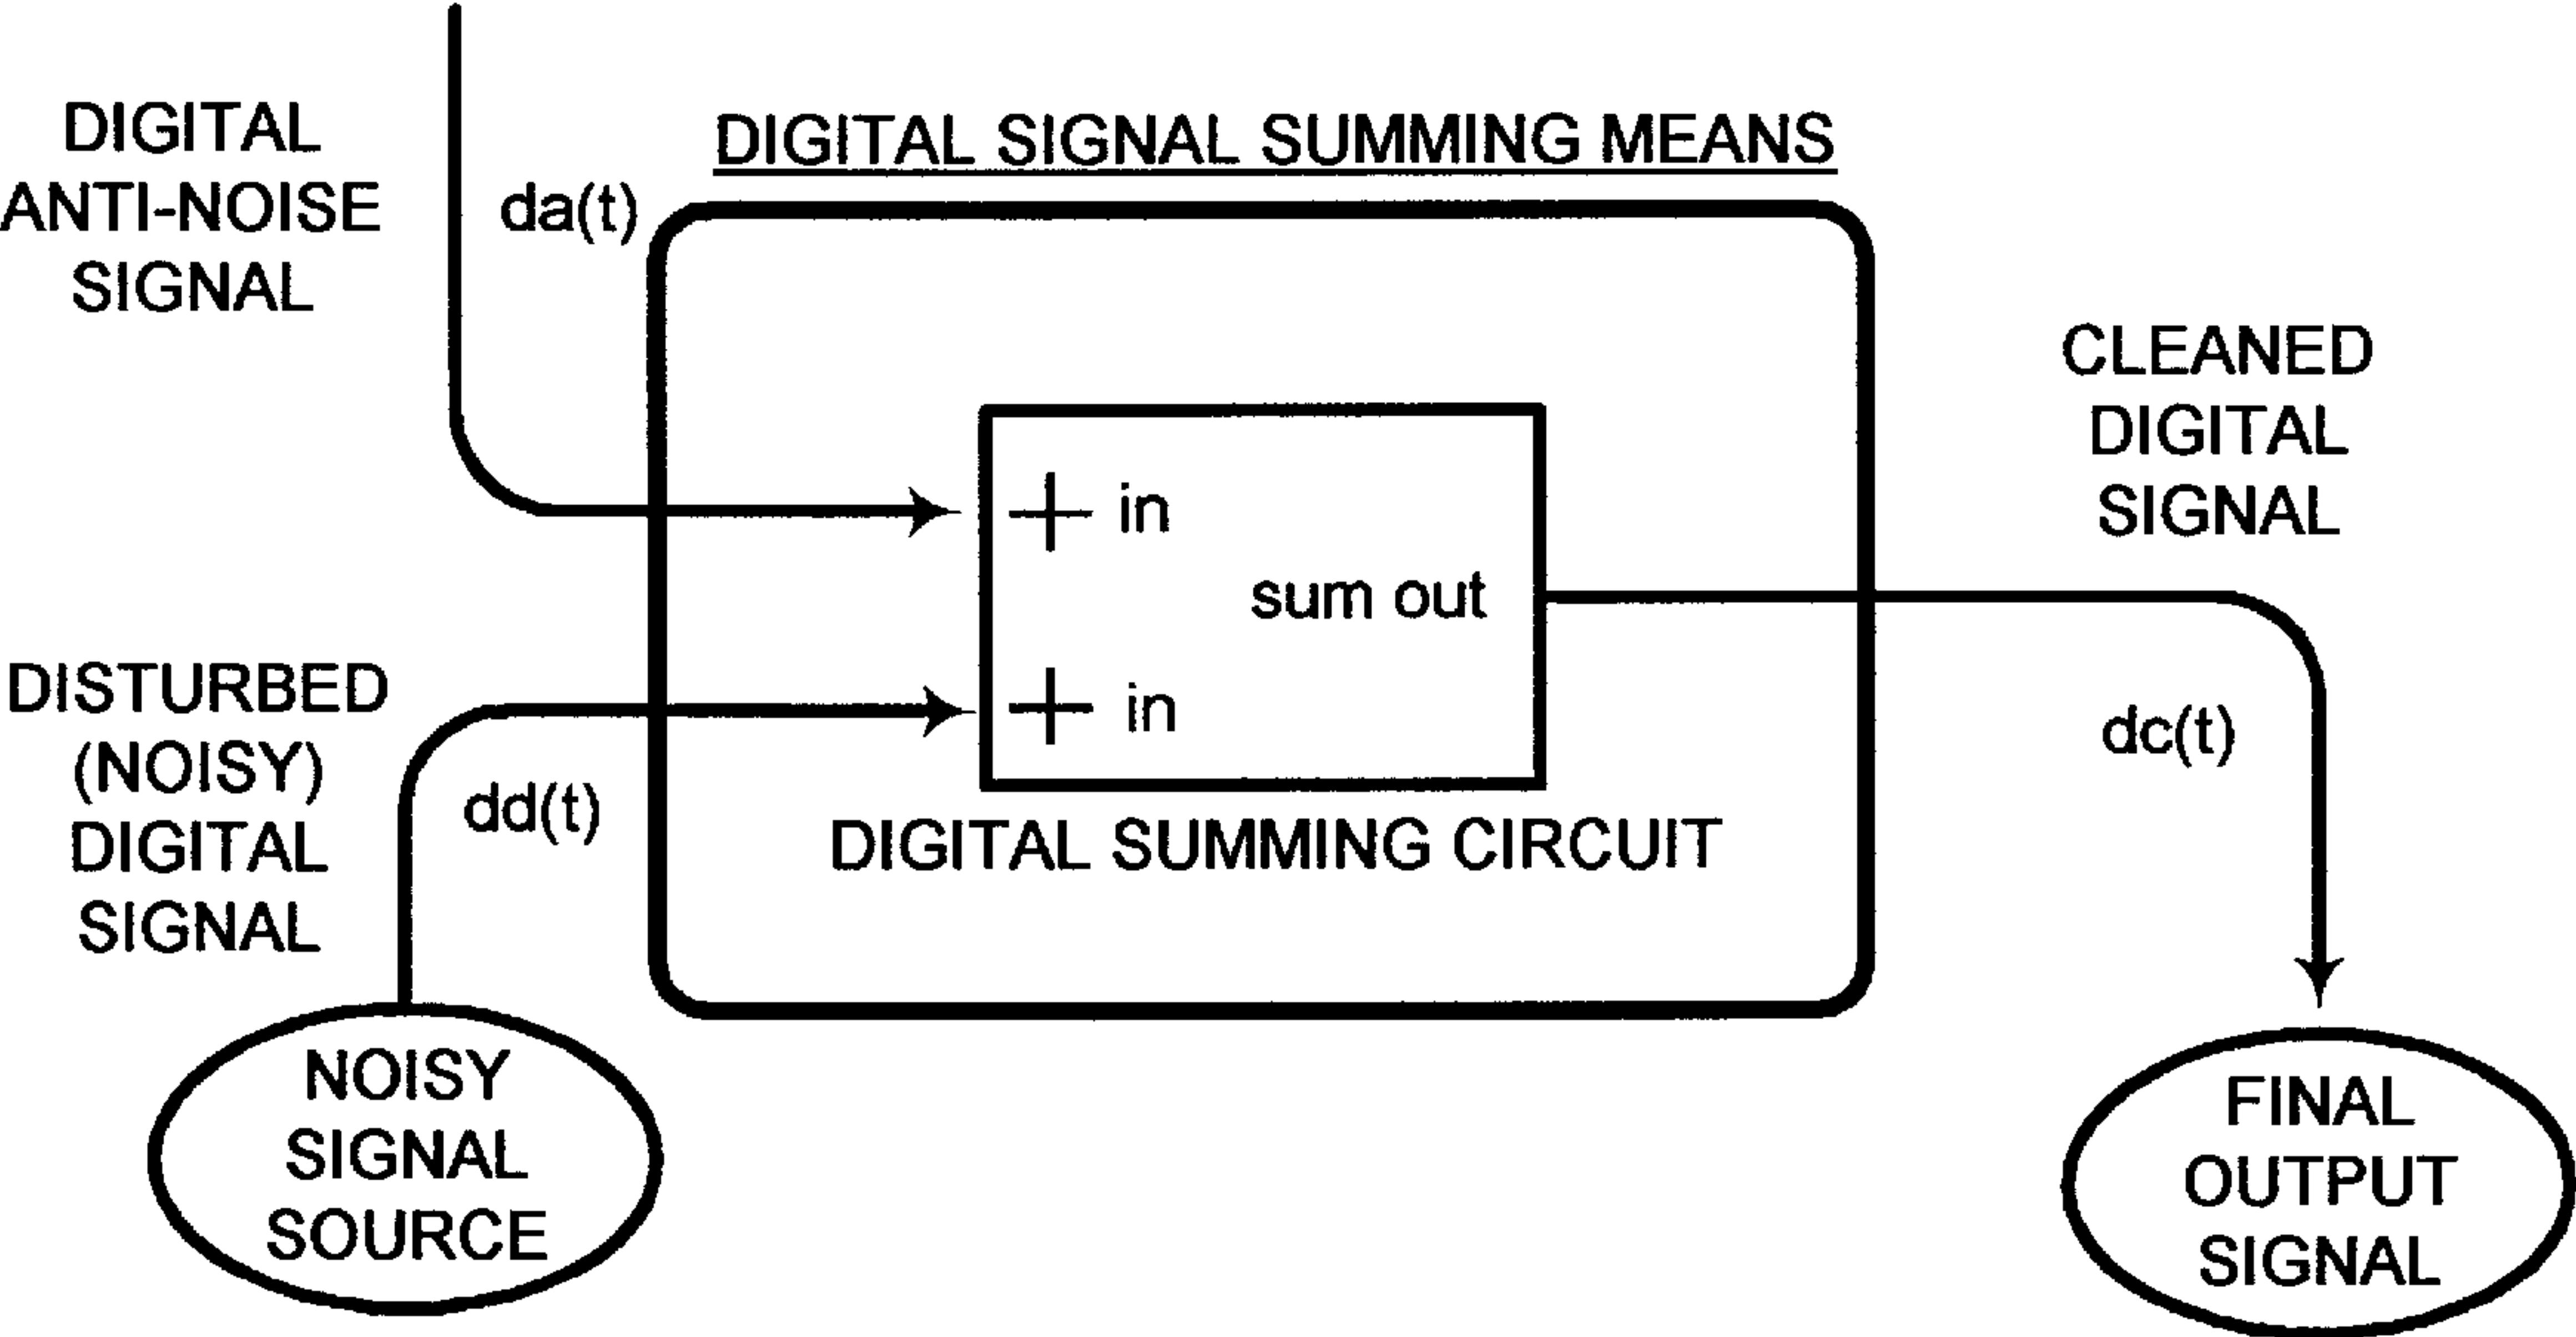 DIGITAL
ANTI-NOISE
SIGNAL
da(t)
DIGITAL SIGNAL SUMMING MEANS
+ in
sum out
+ in
DIGITAL SUMMING CIRCUIT
DISTURBED
(NOISY)
DIGITAL
SIGNAL
dd(t)
NOISY
SIGNAL
SOURCE
CLEANED
DIGITAL
SIGNAL
dc(t)
FINAL
OUTPUT
SIGNAL